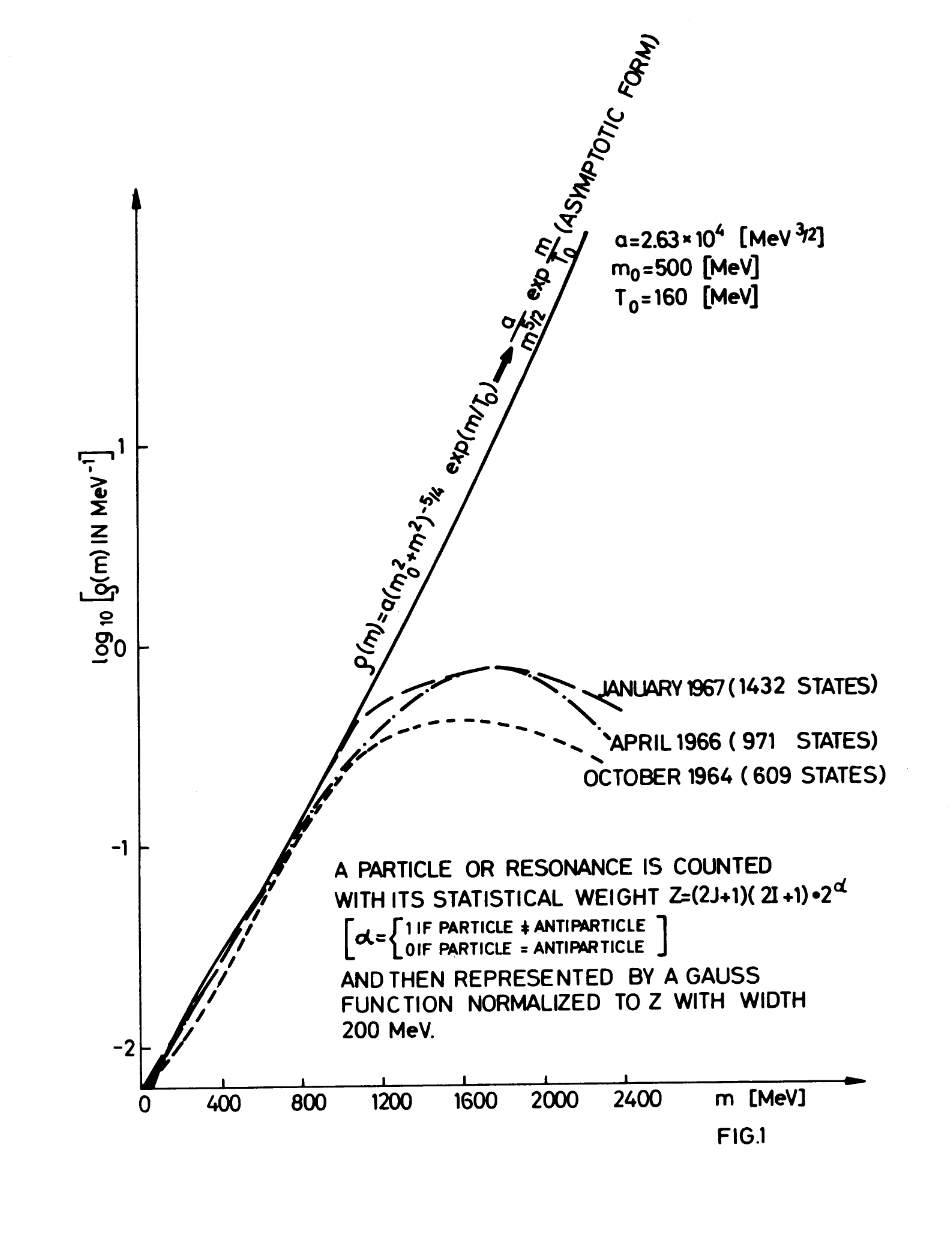 ρ(m)=a(m₀²+m²)^-5/4 exp(m/T₀) → a/m^5/2 exp m/T₀ (ASYMPTOTIC FORM)
a=2.63×10⁴ [MeV^3/2]
m₀=500 [MeV]
T₀=160 [MeV]
log₁₀ [ρ(m) IN MeV⁻¹]
1
0
-1
-2
JANUARY 1967 (1432 STATES)
APRIL 1966 (971 STATES)
OCTOBER 1964 (609 STATES)
A PARTICLE OR RESONANCE IS COUNTED
WITH ITS STATISTICAL WEIGHT Z=(2J+1)(2I+1)•2^α
[α={1 IF PARTICLE ≠ ANTIPARTICLE
0 IF PARTICLE = ANTIPARTICLE]
AND THEN REPRESENTED BY A GAUSS
FUNCTION NORMALIZED TO Z WITH WIDTH
200 MeV.
0 400 800 1200 1600 2000 2400 m [MeV]
FIG.1